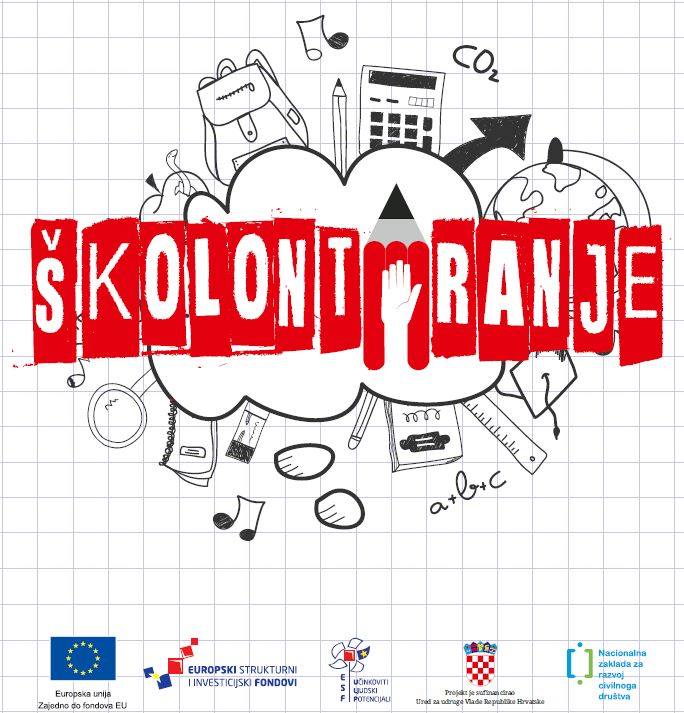 CO2
ŠKOLONTIRANJE
a+b+c
Europska unija
Zajedno do fondova EU
EUROPSKI STRUKTURNI
I INVESTICIJSKI FONDOVI
ESF
UČINKOVITI
LJUDSKI
POTENCIJALI
Projekt je sufinancirao
Ured za udruge Vlade Republike Hrvatske
Nacionalna
zaklada za
razvoj
civilnoga
društva